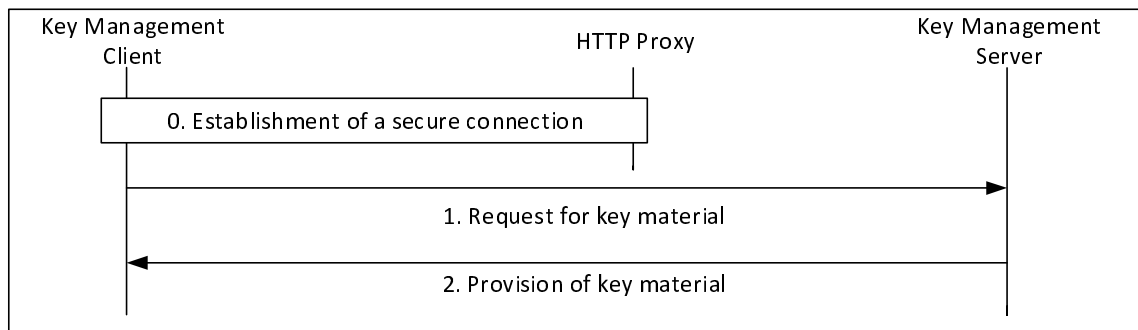 Key Management
Client
HTTP Proxy
Key Management
Server
0. Establishment of a secure connection
1. Request for key material
2. Provision of key material